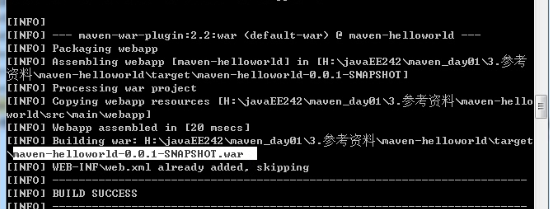 [INFO]
[INFO] --- maven-war-plugin:2.2:war (default-war) @ maven-helloworld ---
[INFO] Packaging webapp
[INFO] Assembling webapp [maven-helloworld] in [H:\javaEE242\maven_day01\3.参考
资料\maven-helloworld\target\maven-helloworld-0.0.1-SNAPSHOT]
[INFO] Processing war project
[INFO] Copying webapp resources [H:\javaEE242\maven_day01\3.参考资料\maven-hello
world\src\main\webapp]
[INFO] Webapp assembled in [20 msecs]
[INFO] Building war: H:\javaEE242\maven_day01\3.参考资料\maven-helloworld\target
\maven-helloworld-0.0.1-SNAPSHOT.war
[INFO] WEB-INF\web.xml already added, skipping
[INFO] ------------------------------------------------------------------------
[INFO] BUILD SUCCESS
[INFO] ------------------------------------------------------------------------